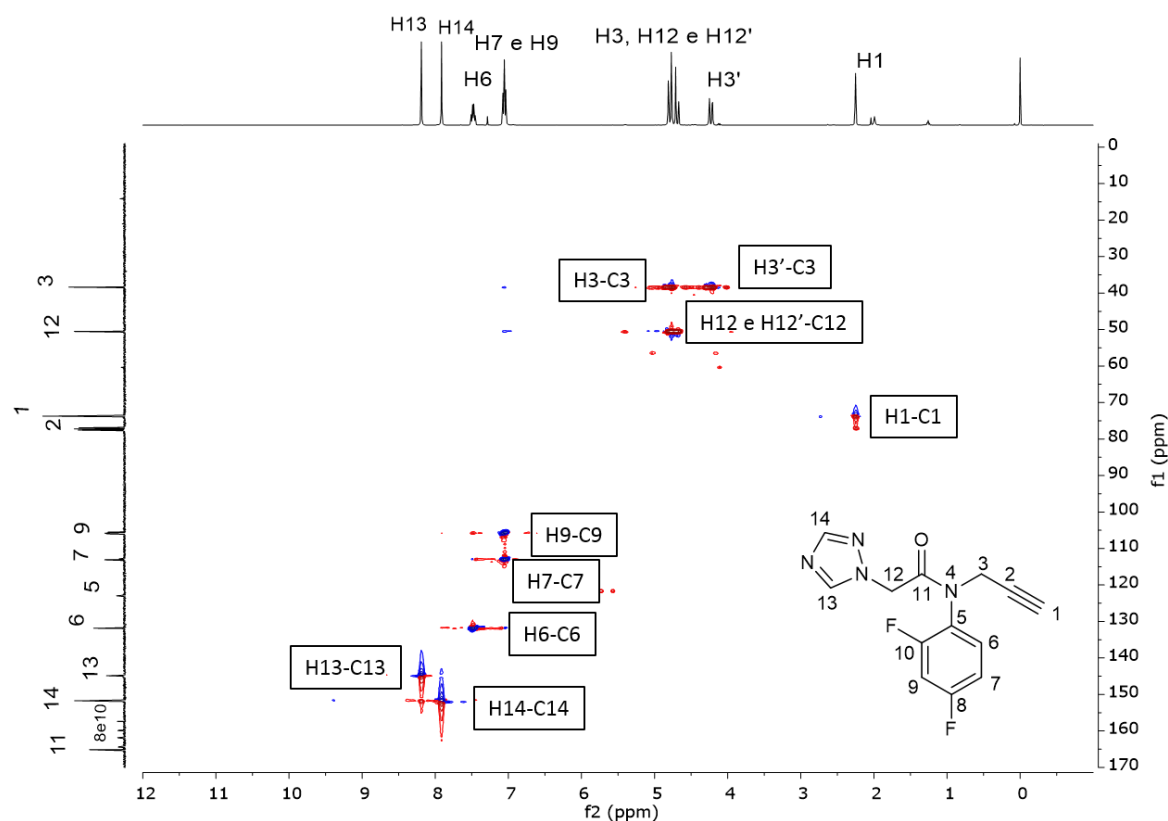 H13
H14
H6
H7 e H9
H3, H12 e H12'
H3'
H1
0
10
20
30
40
50
60
70
80
90
100
110
120
130
140
150
160
170
f1 (ppm)
3
12
1
2
9
7
5
6
13
14
8e10
11
H3-C3
H3’-C3
H12 e H12’-C12
H1-C1
H9-C9
H7-C7
H6-C6
H13-C13
H14-C14
14
N
N
N
13
12
O
11
4
N
3
2
1
5
F
10
6
9
7
8
F
12
11
10
9
8
7
6
5
4
3
2
1
0
f2 (ppm)